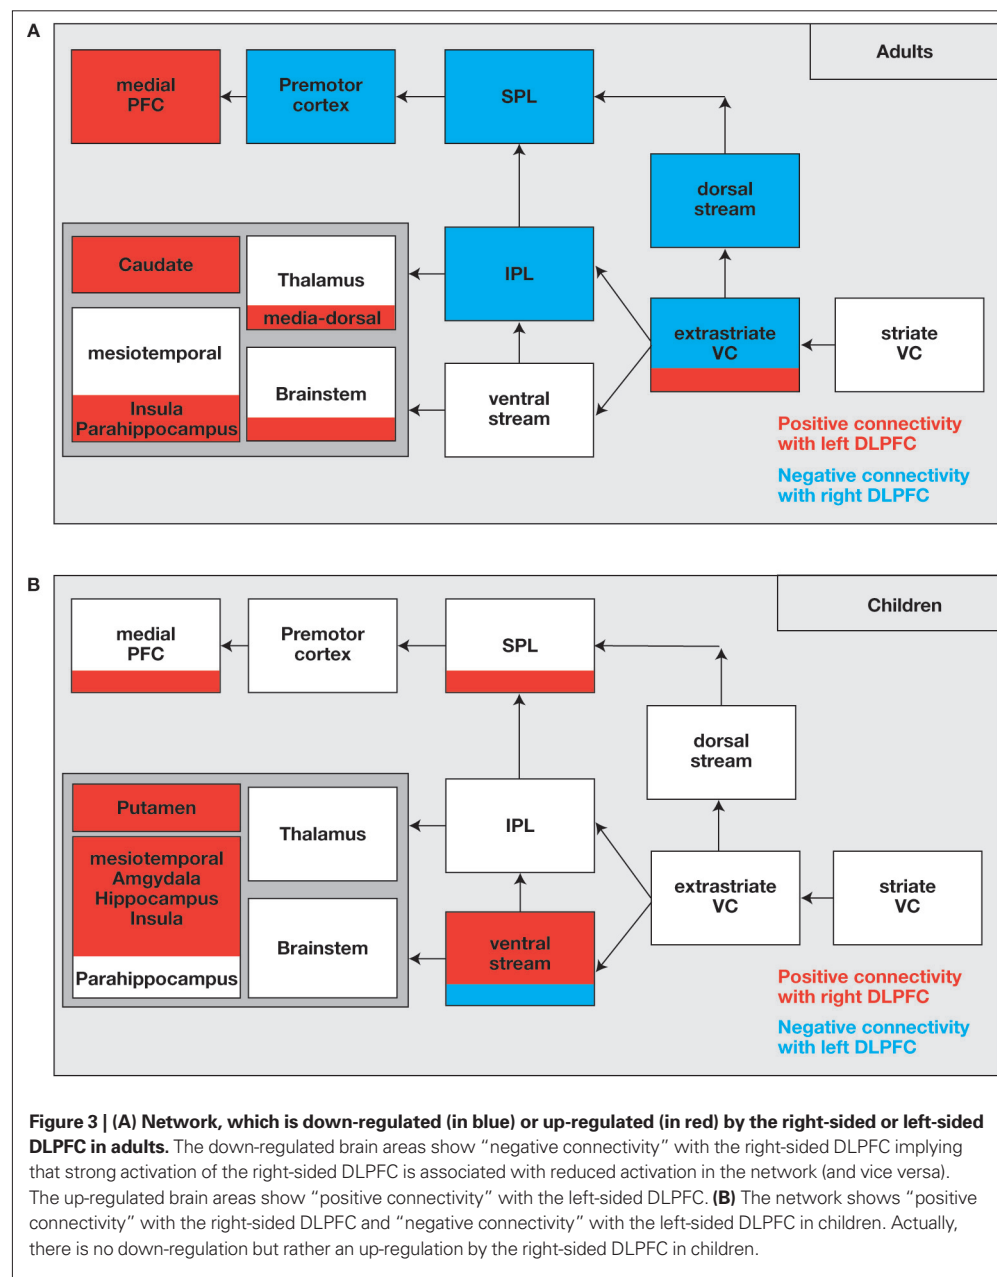 A
Adults
medial
PFC
Premotor
cortex
SPL
dorsal
stream
Caudate
Thalamus
media-dorsal
IPL
mesiotemporal
Insula
Parahippocampus
Brainstem
ventral
stream
extrastriate
VC
striate
VC
Positive connectivity
with left DLPFC
Negative connectivity
with right DLPFC
B
Children
medial
PFC
Premotor
cortex
SPL
dorsal
stream
Putamen
Thalamus
IPL
mesiotemporal
Amgydala
Hippocampus
Insula
Parahippocampus
Brainstem
ventral
stream
extrastriate
VC
striate
VC
Positive connectivity
with right DLPFC
Negative connectivity
with left DLPFC
Figure 3 | (A) Network, which is down-regulated (in blue) or up-regulated (in red) by the right-sided or left-sided
DLPFC in adults. The down-regulated brain areas show “negative connectivity” with the right-sided DLPFC implying
that strong activation of the right-sided DLPFC is associated with reduced activation in the network (and vice versa).
The up-regulated brain areas show “positive connectivity” with the left-sided DLPFC. (B) The network shows “positive
connectivity” with the right-sided DLPFC and “negative connectivity” with the left-sided DLPFC in children. Actually,
there is no down-regulation but rather an up-regulation by the right-sided DLPFC in children.